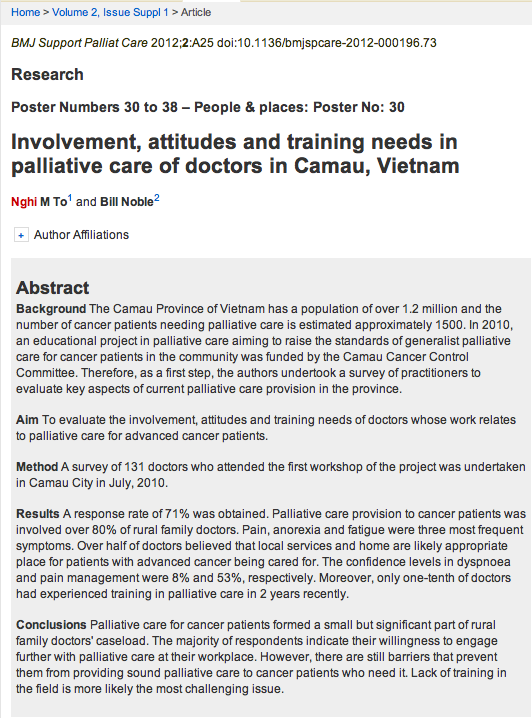 Home > Volume 2, Issue Suppl 1 > Article
BMJ Support Palliat Care 2012;2:A25 doi:10.1136/bmjspcare-2012-000196.73
Research
Poster Numbers 30 to 38 – People & places: Poster No: 30
Involvement, attitudes and training needs in
palliative care of doctors in Camau, Vietnam
Nghi M To1 and Bill Noble2
+ Author Affiliations
Abstract
Background The Camau Province of Vietnam has a population of over 1.2 million and the
number of cancer patients needing palliative care is estimated approximately 1500. In 2010,
an educational project in palliative care aiming to raise the standards of generalist palliative
care for cancer patients in the community was funded by the Camau Cancer Control
Committee. Therefore, as a first step, the authors undertook a survey of practitioners to
evaluate key aspects of current palliative care provision in the province.
Aim To evaluate the involvement, attitudes and training needs of doctors whose work relates
to palliative care for advanced cancer patients.
Method A survey of 131 doctors who attended the first workshop of the project was undertaken
in Camau City in July, 2010.
Results A response rate of 71% was obtained. Palliative care provision to cancer patients was
involved over 80% of rural family doctors. Pain, anorexia and fatigue were three most frequent
symptoms. Over half of doctors believed that local services and home are likely appropriate
place for patients with advanced cancer being cared for. The confidence levels in dyspnoea
and pain management were 8% and 53%, respectively. Moreover, only one-tenth of doctors
had experienced training in palliative care in 2 years recently.
Conclusions Palliative care for cancer patients formed a small but significant part of rural
family doctors' caseload. The majority of respondents indicate their willingness to engage
further with palliative care at their workplace. However, there are still barriers that prevent
them from providing sound palliative care to cancer patients who need it. Lack of training in
the field is more likely the most challenging issue.